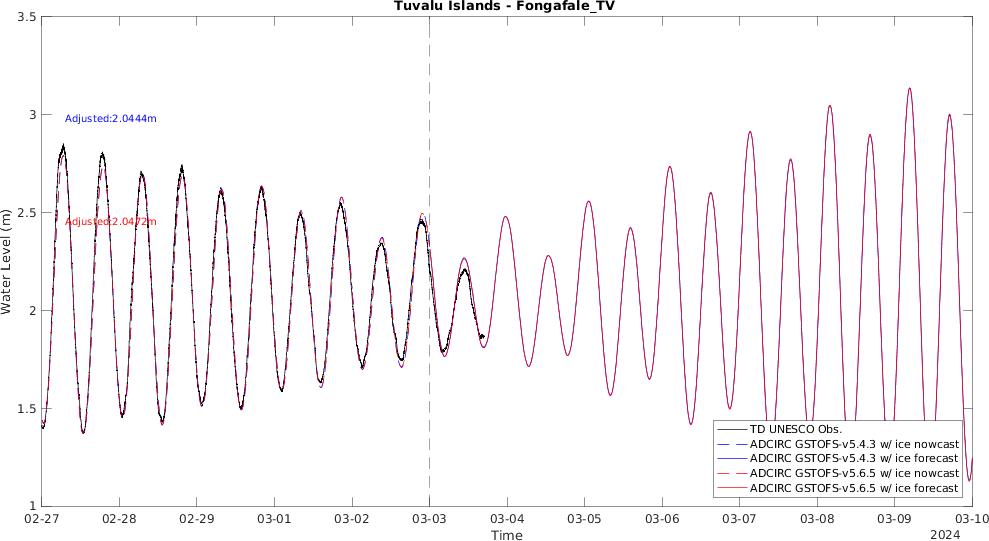 Tuvalu Islands - Fongafale_TV
3.5
3
2.5
2
1.5
1
Water Level (m)
Adjusted:2.0444m
Adjusted:2.0472m
TD UNESCO Obs.
ADCIRC GSTOFS-v5.4.3 w/ ice nowcast
ADCIRC GSTOFS-v5.4.3 w/ ice forecast
ADCIRC GSTOFS-v5.6.5 w/ ice nowcast
ADCIRC GSTOFS-v5.6.5 w/ ice forecast
02-27 02-28 02-29 03-01 03-02 03-03 03-04 03-05 03-06 03-07 03-08 03-09 03-10
Time
2024